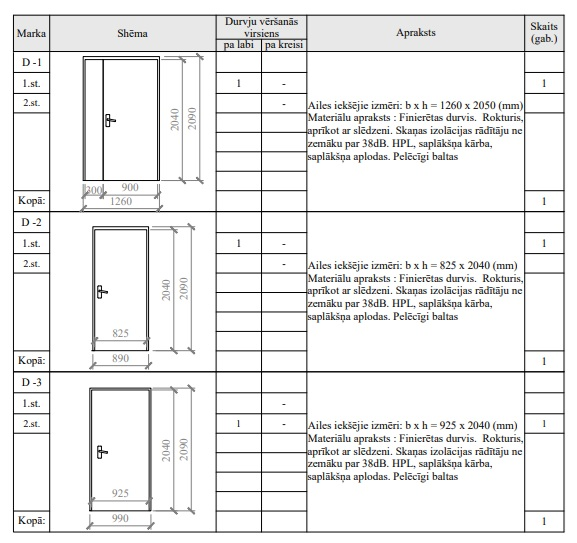 Marka Shēma Durvju vēršanās virsiens Apraksts Skaits (gab.)
pa labi pa kreisi
D -1
1.st. 1 - 1
2.st. -
Ailes iekšējie izmēri: b x h = 1260 x 2050 (mm)
Materiālu apraksts : Finierētas durvis. Rokturis,
aprīkot ar slēdzeni. Skaņas izolācijas rādītāju ne
zemāku par 38dB. HPL, saplākšņa kārba,
saplākšņa aplodas. Pelēcīgi baltas
2040 2090
300 900
1260
Kopā: 1
D -2
1.st. 1 - 1
2.st. -
Ailes iekšējie izmēri: b x h = 825 x 2040 (mm)
Materiālu apraksts : Finierētas durvis. Rokturis,
aprīkot ar slēdzeni. Skaņas izolācijas rādītāju ne
zemāku par 38dB. HPL, saplākšņa kārba,
saplākšņa aplodas. Pelēcīgi baltas
2040 2090
825
890
Kopā: 1
D -3
1.st. -
2.st. 1 - 1
Ailes iekšējie izmēri: b x h = 925 x 2040 (mm)
Materiālu apraksts : Finierētas durvis. Rokturis,
aprīkot ar slēdzeni. Skaņas izolācijas rādītāju ne
zemāku par 38dB. HPL, saplākšņa kārba,
saplākšņa aplodas. Pelēcīgi baltas
2040 2090
925
990
Kopā: 1